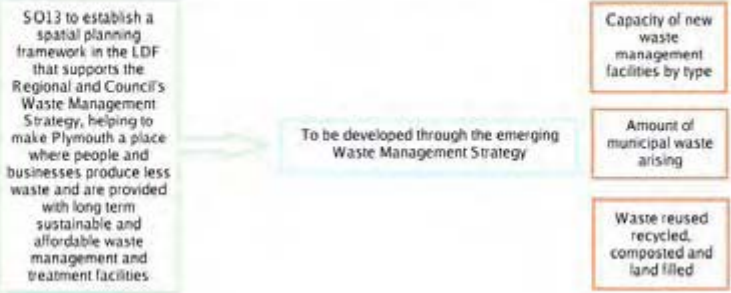 SO13 to establish a
spatial planning
framework in the LDF
that supports the
Regional and Council's
Waste Management
Strategy, helping to
make Plymouth a place
where people and
businesses produce less
waste and are provided
with long term
sustainable and
affordable waste
management and
treatment facilities
To be developed through the emerging
Waste Management Strategy
Capacity of new
waste
management
facilities by type
Amount of
municipal waste
arising
Waste reused
recycled,
composted and
land filled